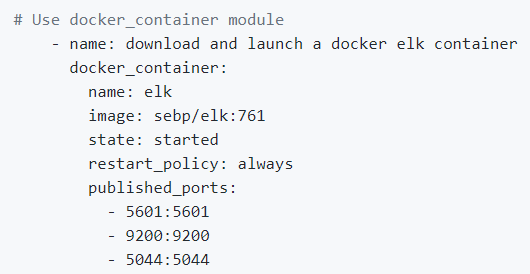 # Use docker_container module
    - name: download and launch a docker elk container
      docker_container:
        name: elk
        image: sebp/elk:761
        state: started
        restart_policy: always
        published_ports:
          - 5601:5601
          - 9200:9200
          - 5044:5044